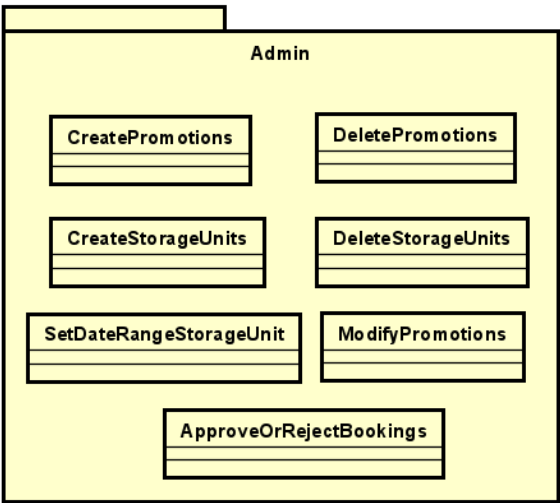 Admin
CreatePromotions
DeletePromotions
CreateStorageUnits
DeleteStorageUnits
SetDateRangeStorageUnit
ModifyPromotions
ApproveOrRejectBookings